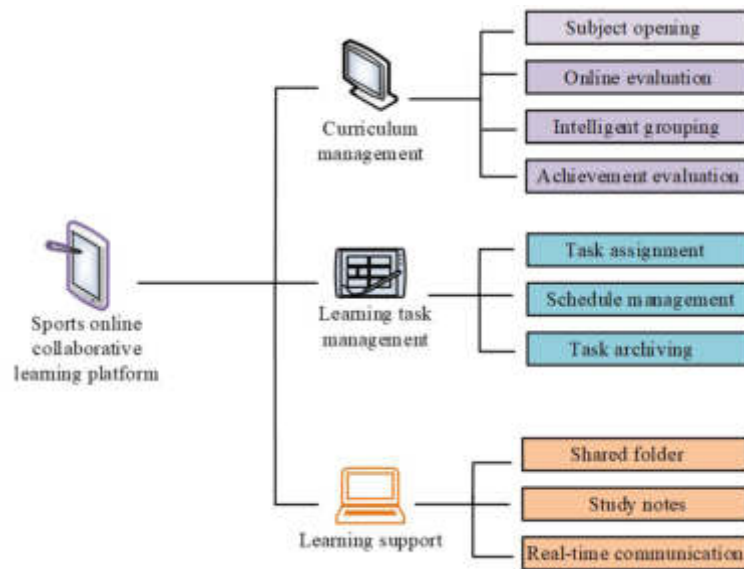 Sports online
collaborative
learning platform
Curriculum
management
Subject opening
Online evaluation
Intelligent grouping
Achievement evaluation
Learning task
management
Task assignment
Schedule management
Task archiving
Learning support
Shared folder
Study notes
Real-time communication